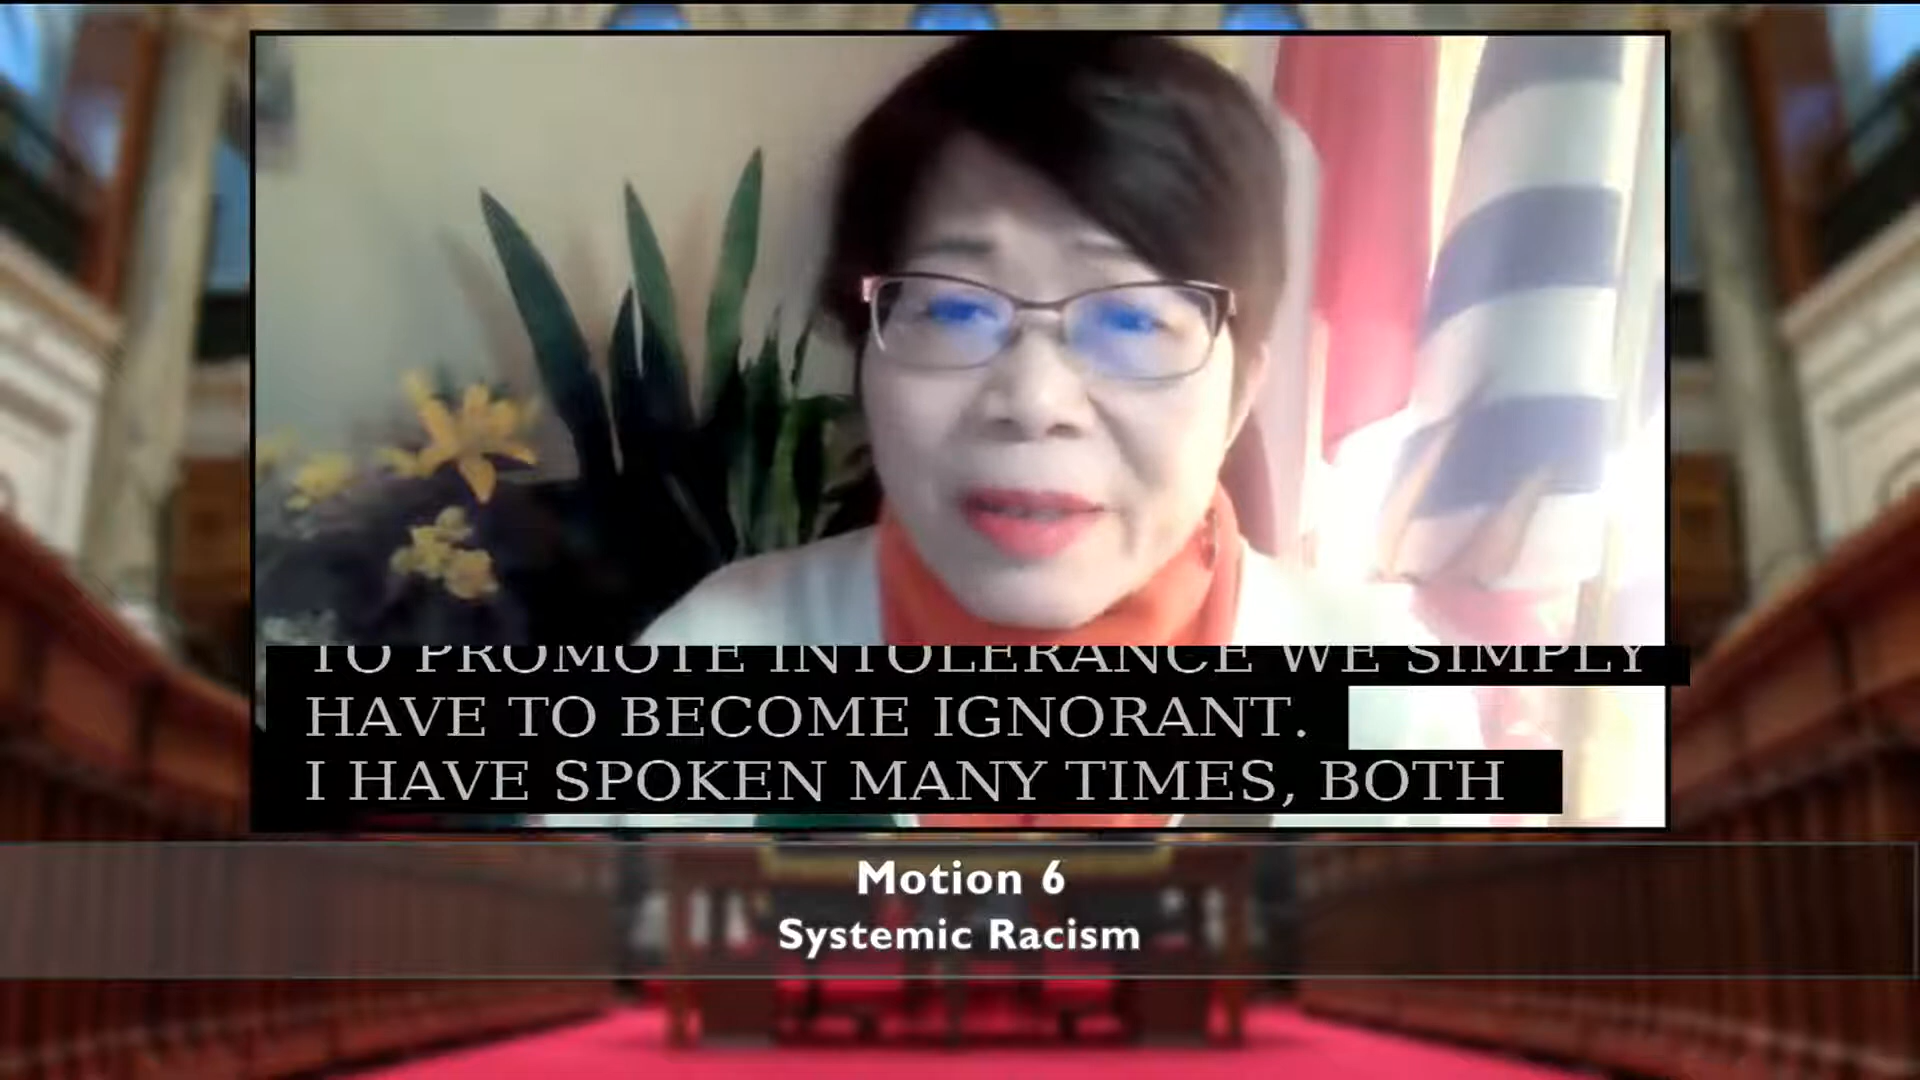 TO PROMOTE INTOLERANCE WE SIMPLY
HAVE TO BECOME IGNORANT.
I HAVE SPOKEN MANY TIMES, BOTH
Motion 6
Systemic Racism